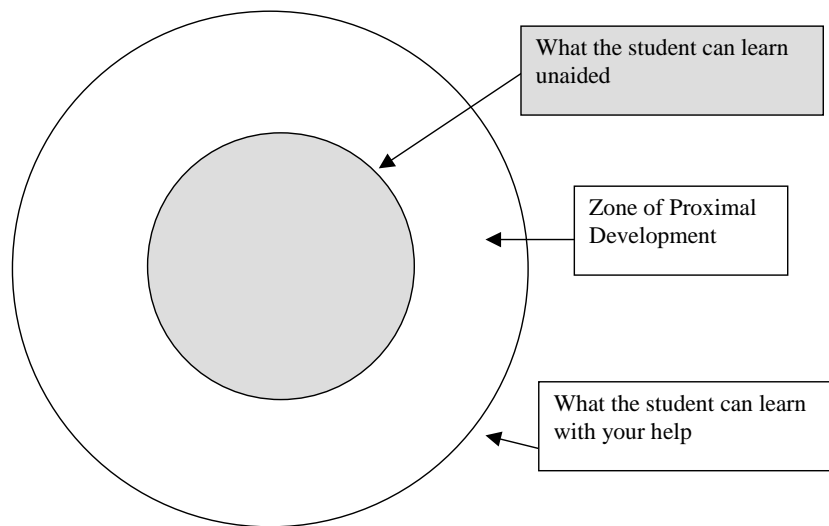 What the student can learn
unaided
Zone of Proximal
Development
What the student can learn
with your help